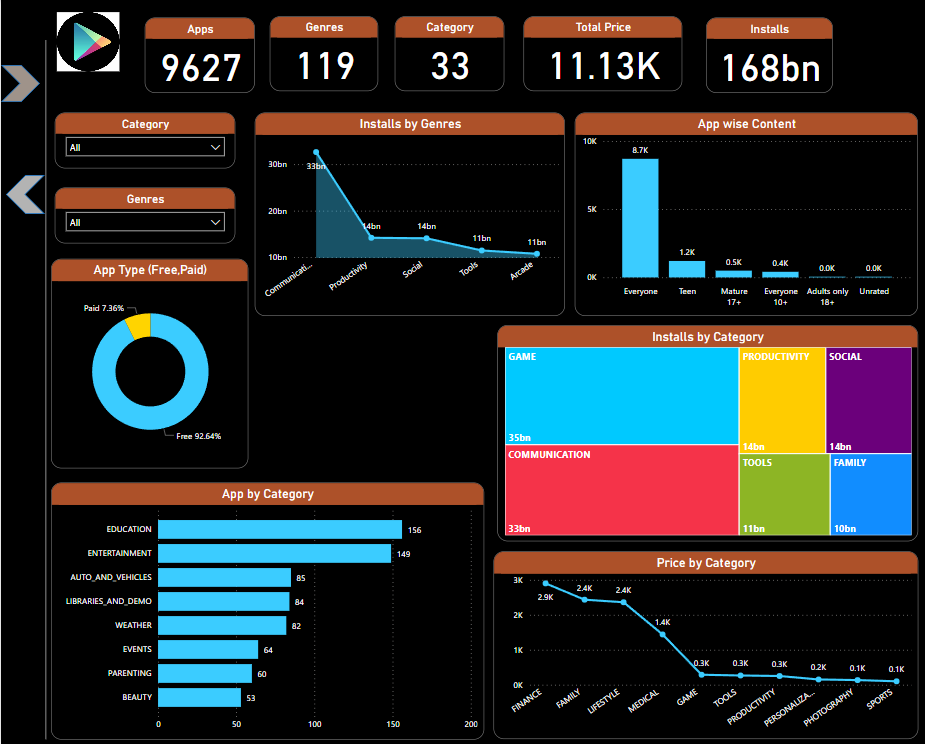 Apps
9627
Genres
119
Category
33
Total Price
11.13K
Installs
168bn
Category
All
Genres
All
App Type (Free,Paid)
Paid 7.36%
Free 92.64%
Installs by Genres
30bn
20bn
10bn
33bn
14bn
14bn
11bn
11bn
Communicati...
Productivity
Social
Tools
Arcade
App wise Content
10K
5K
0K
8.7K
1.2K
0.5K
0.4K
0.0K
0.0K
Everyone
Teen
Mature
17+
Everyone
10+
Adults only
18+
Unrated
Installs by Category
GAME
35bn
COMMUNICATION
33bn
PRODUCTIVITY
14bn
SOCIAL
14bn
TOOLS
11bn
FAMILY
10bn
App by Category
EDUCATION 156
ENTERTAINMENT 149
AUTO_AND_VEHICLES 85
LIBRARIES_AND_DEMO 84
WEATHER 82
EVENTS 64
PARENTING 60
BEAUTY 53
0 50 100 150 200
Price by Category
3K
2K
1K
0K
2.9K
2.4K
2.4K
1.4K
0.3K
0.3K
0.3K
0.2K
0.1K
0.1K
FINANCE
FAMILY
LIFESTYLE
MEDICAL
GAME
TOOLS
PRODUCTIVITY
PERSONALIZA...
PHOTOGRAPHY
SPORTS